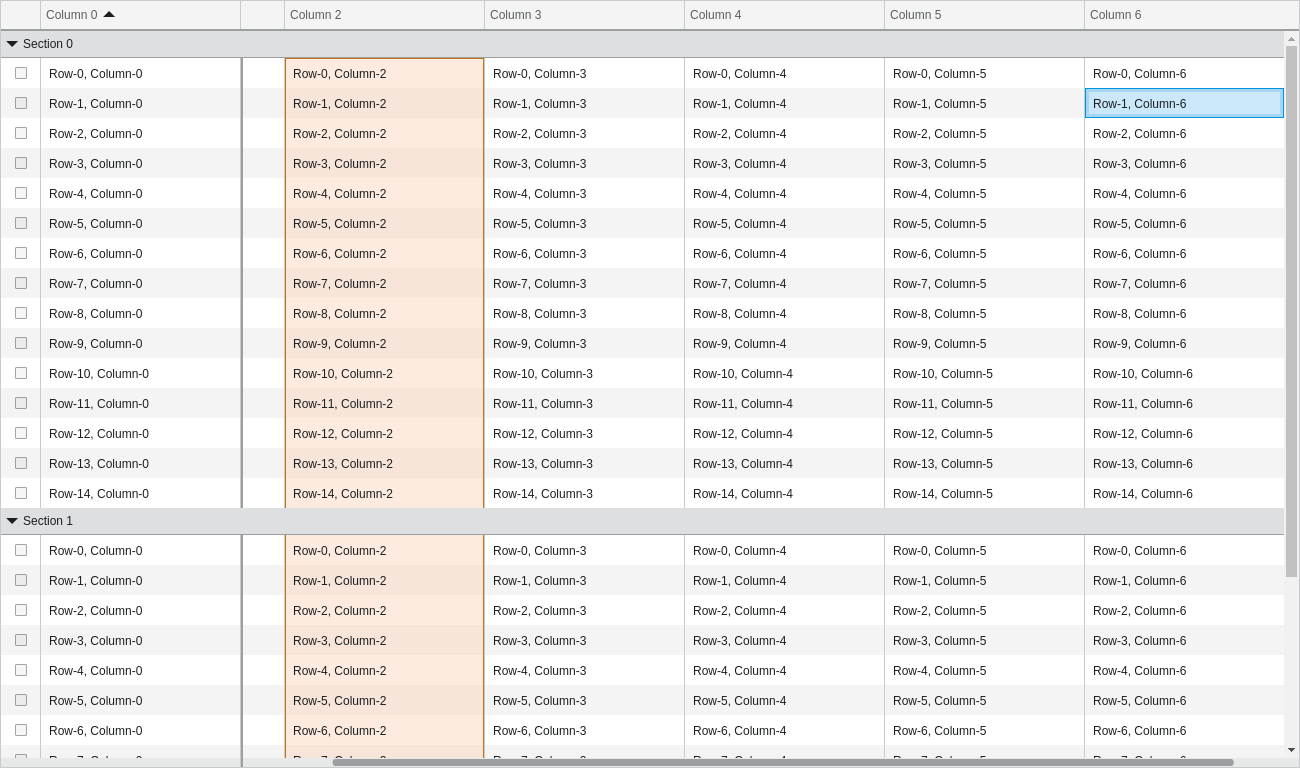 Column 0 Column 2 Column 3 Column 4 Column 5 Column 6
Section 0
Row-0, Column-0 Row-0, Column-2 Row-0, Column-3 Row-0, Column-4 Row-0, Column-5 Row-0, Column-6
Row-1, Column-0 Row-1, Column-2 Row-1, Column-3 Row-1, Column-4 Row-1, Column-5 Row-1, Column-6
Row-2, Column-0 Row-2, Column-2 Row-2, Column-3 Row-2, Column-4 Row-2, Column-5 Row-2, Column-6
Row-3, Column-0 Row-3, Column-2 Row-3, Column-3 Row-3, Column-4 Row-3, Column-5 Row-3, Column-6
Row-4, Column-0 Row-4, Column-2 Row-4, Column-3 Row-4, Column-4 Row-4, Column-5 Row-4, Column-6
Row-5, Column-0 Row-5, Column-2 Row-5, Column-3 Row-5, Column-4 Row-5, Column-5 Row-5, Column-6
Row-6, Column-0 Row-6, Column-2 Row-6, Column-3 Row-6, Column-4 Row-6, Column-5 Row-6, Column-6
Row-7, Column-0 Row-7, Column-2 Row-7, Column-3 Row-7, Column-4 Row-7, Column-5 Row-7, Column-6
Row-8, Column-0 Row-8, Column-2 Row-8, Column-3 Row-8, Column-4 Row-8, Column-5 Row-8, Column-6
Row-9, Column-0 Row-9, Column-2 Row-9, Column-3 Row-9, Column-4 Row-9, Column-5 Row-9, Column-6
Row-10, Column-0 Row-10, Column-2 Row-10, Column-3 Row-10, Column-4 Row-10, Column-5 Row-10, Column-6
Row-11, Column-0 Row-11, Column-2 Row-11, Column-3 Row-11, Column-4 Row-11, Column-5 Row-11, Column-6
Row-12, Column-0 Row-12, Column-2 Row-12, Column-3 Row-12, Column-4 Row-12, Column-5 Row-12, Column-6
Row-13, Column-0 Row-13, Column-2 Row-13, Column-3 Row-13, Column-4 Row-13, Column-5 Row-13, Column-6
Row-14, Column-0 Row-14, Column-2 Row-14, Column-3 Row-14, Column-4 Row-14, Column-5 Row-14, Column-6
Section 1
Row-0, Column-0 Row-0, Column-2 Row-0, Column-3 Row-0, Column-4 Row-0, Column-5 Row-0, Column-6
Row-1, Column-0 Row-1, Column-2 Row-1, Column-3 Row-1, Column-4 Row-1, Column-5 Row-1, Column-6
Row-2, Column-0 Row-2, Column-2 Row-2, Column-3 Row-2, Column-4 Row-2, Column-5 Row-2, Column-6
Row-3, Column-0 Row-3, Column-2 Row-3, Column-3 Row-3, Column-4 Row-3, Column-5 Row-3, Column-6
Row-4, Column-0 Row-4, Column-2 Row-4, Column-3 Row-4, Column-4 Row-4, Column-5 Row-4, Column-6
Row-5, Column-0 Row-5, Column-2 Row-5, Column-3 Row-5, Column-4 Row-5, Column-5 Row-5, Column-6
Row-6, Column-0 Row-6, Column-2 Row-6, Column-3 Row-6, Column-4 Row-6, Column-5 Row-6, Column-6